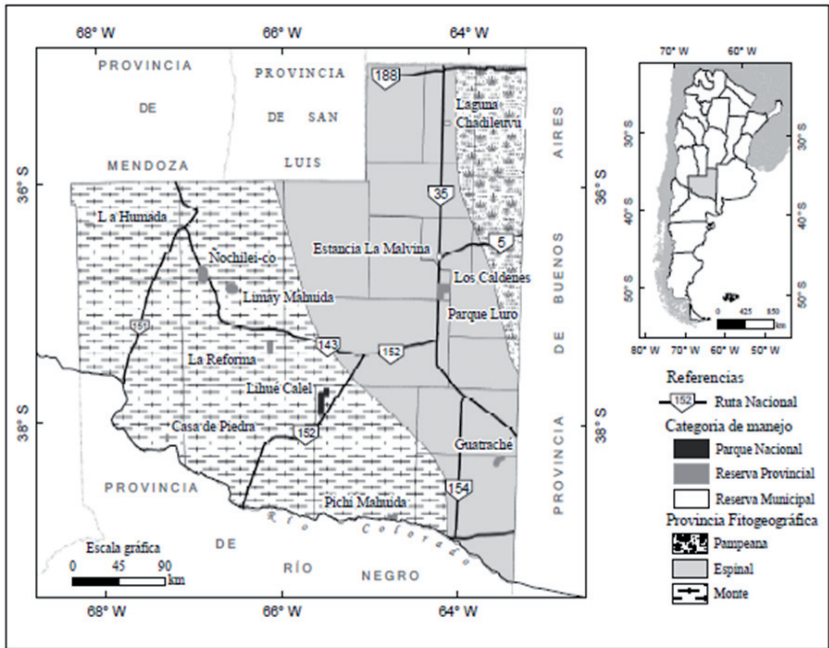 68° W
66° W
64° W
PROVINCIA
DE
MENDOZA
PROVINCIA
DE SAN
LUIS
188
Laguna
Chadileuvu
AIRES
36° S
36° S
35
La Humada
Estancia La Malvina
5
Ñochilei-co
Los Caldenes
Limay Mahuida
Parque Luro
BUENOS
DE
151
143
152
La Reforma
Lihué Calel
38° S
38° S
Casa de Piedra
152
Guatraché
PROVINCIA
154
PROVINCIA
Pichi Mahuida
Río Colorado
DE
RÍO NEGRO
Escala gráfica
0 45 90
km
68° W
66° W
64° W
70° W
60° W
30° S
30° S
40° S
40° S
50° S
50° S
0 425 850
km
80° W
70° W
60° W
50° W
Referencias
152 Ruta Nacional
Categoria de manejo
Parque Nacional
Reserva Provincial
Reserva Municipal
Provincia Fitogeográfica
Pampeana
Espinal
Monte